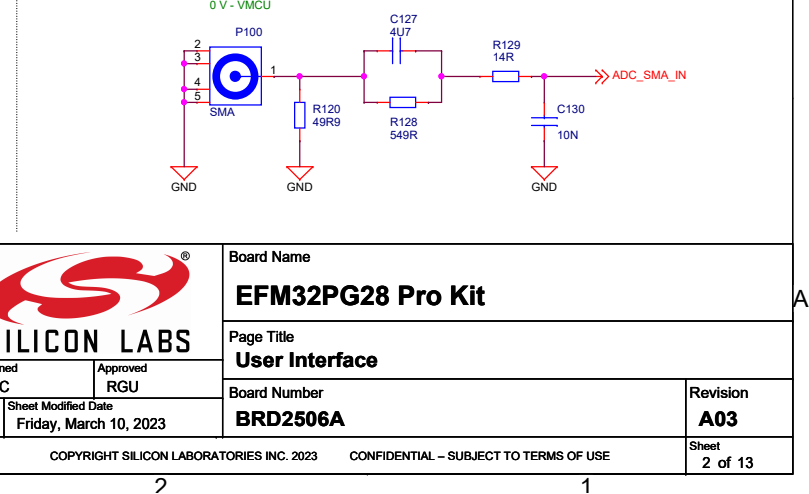 0 V - VMCU
P100
2
3
4
5
1
SMA
GND
R120
49R9
GND
C127
4U7
R128
549R
R129
14R
ADC_SMA_IN
C130
10N
GND
®
ILICON LABS
Board Name
EFM32PG28 Pro Kit
A
Page Title
User Interface
ned
C
Approved
RGU
Board Number
BRD2506A
Revision
A03
Sheet Modified Date
Friday, March 10, 2023
COPYRIGHT SILICON LABORATORIES INC. 2023 CONFIDENTIAL – SUBJECT TO TERMS OF USE
Sheet
2 of 13
2
1